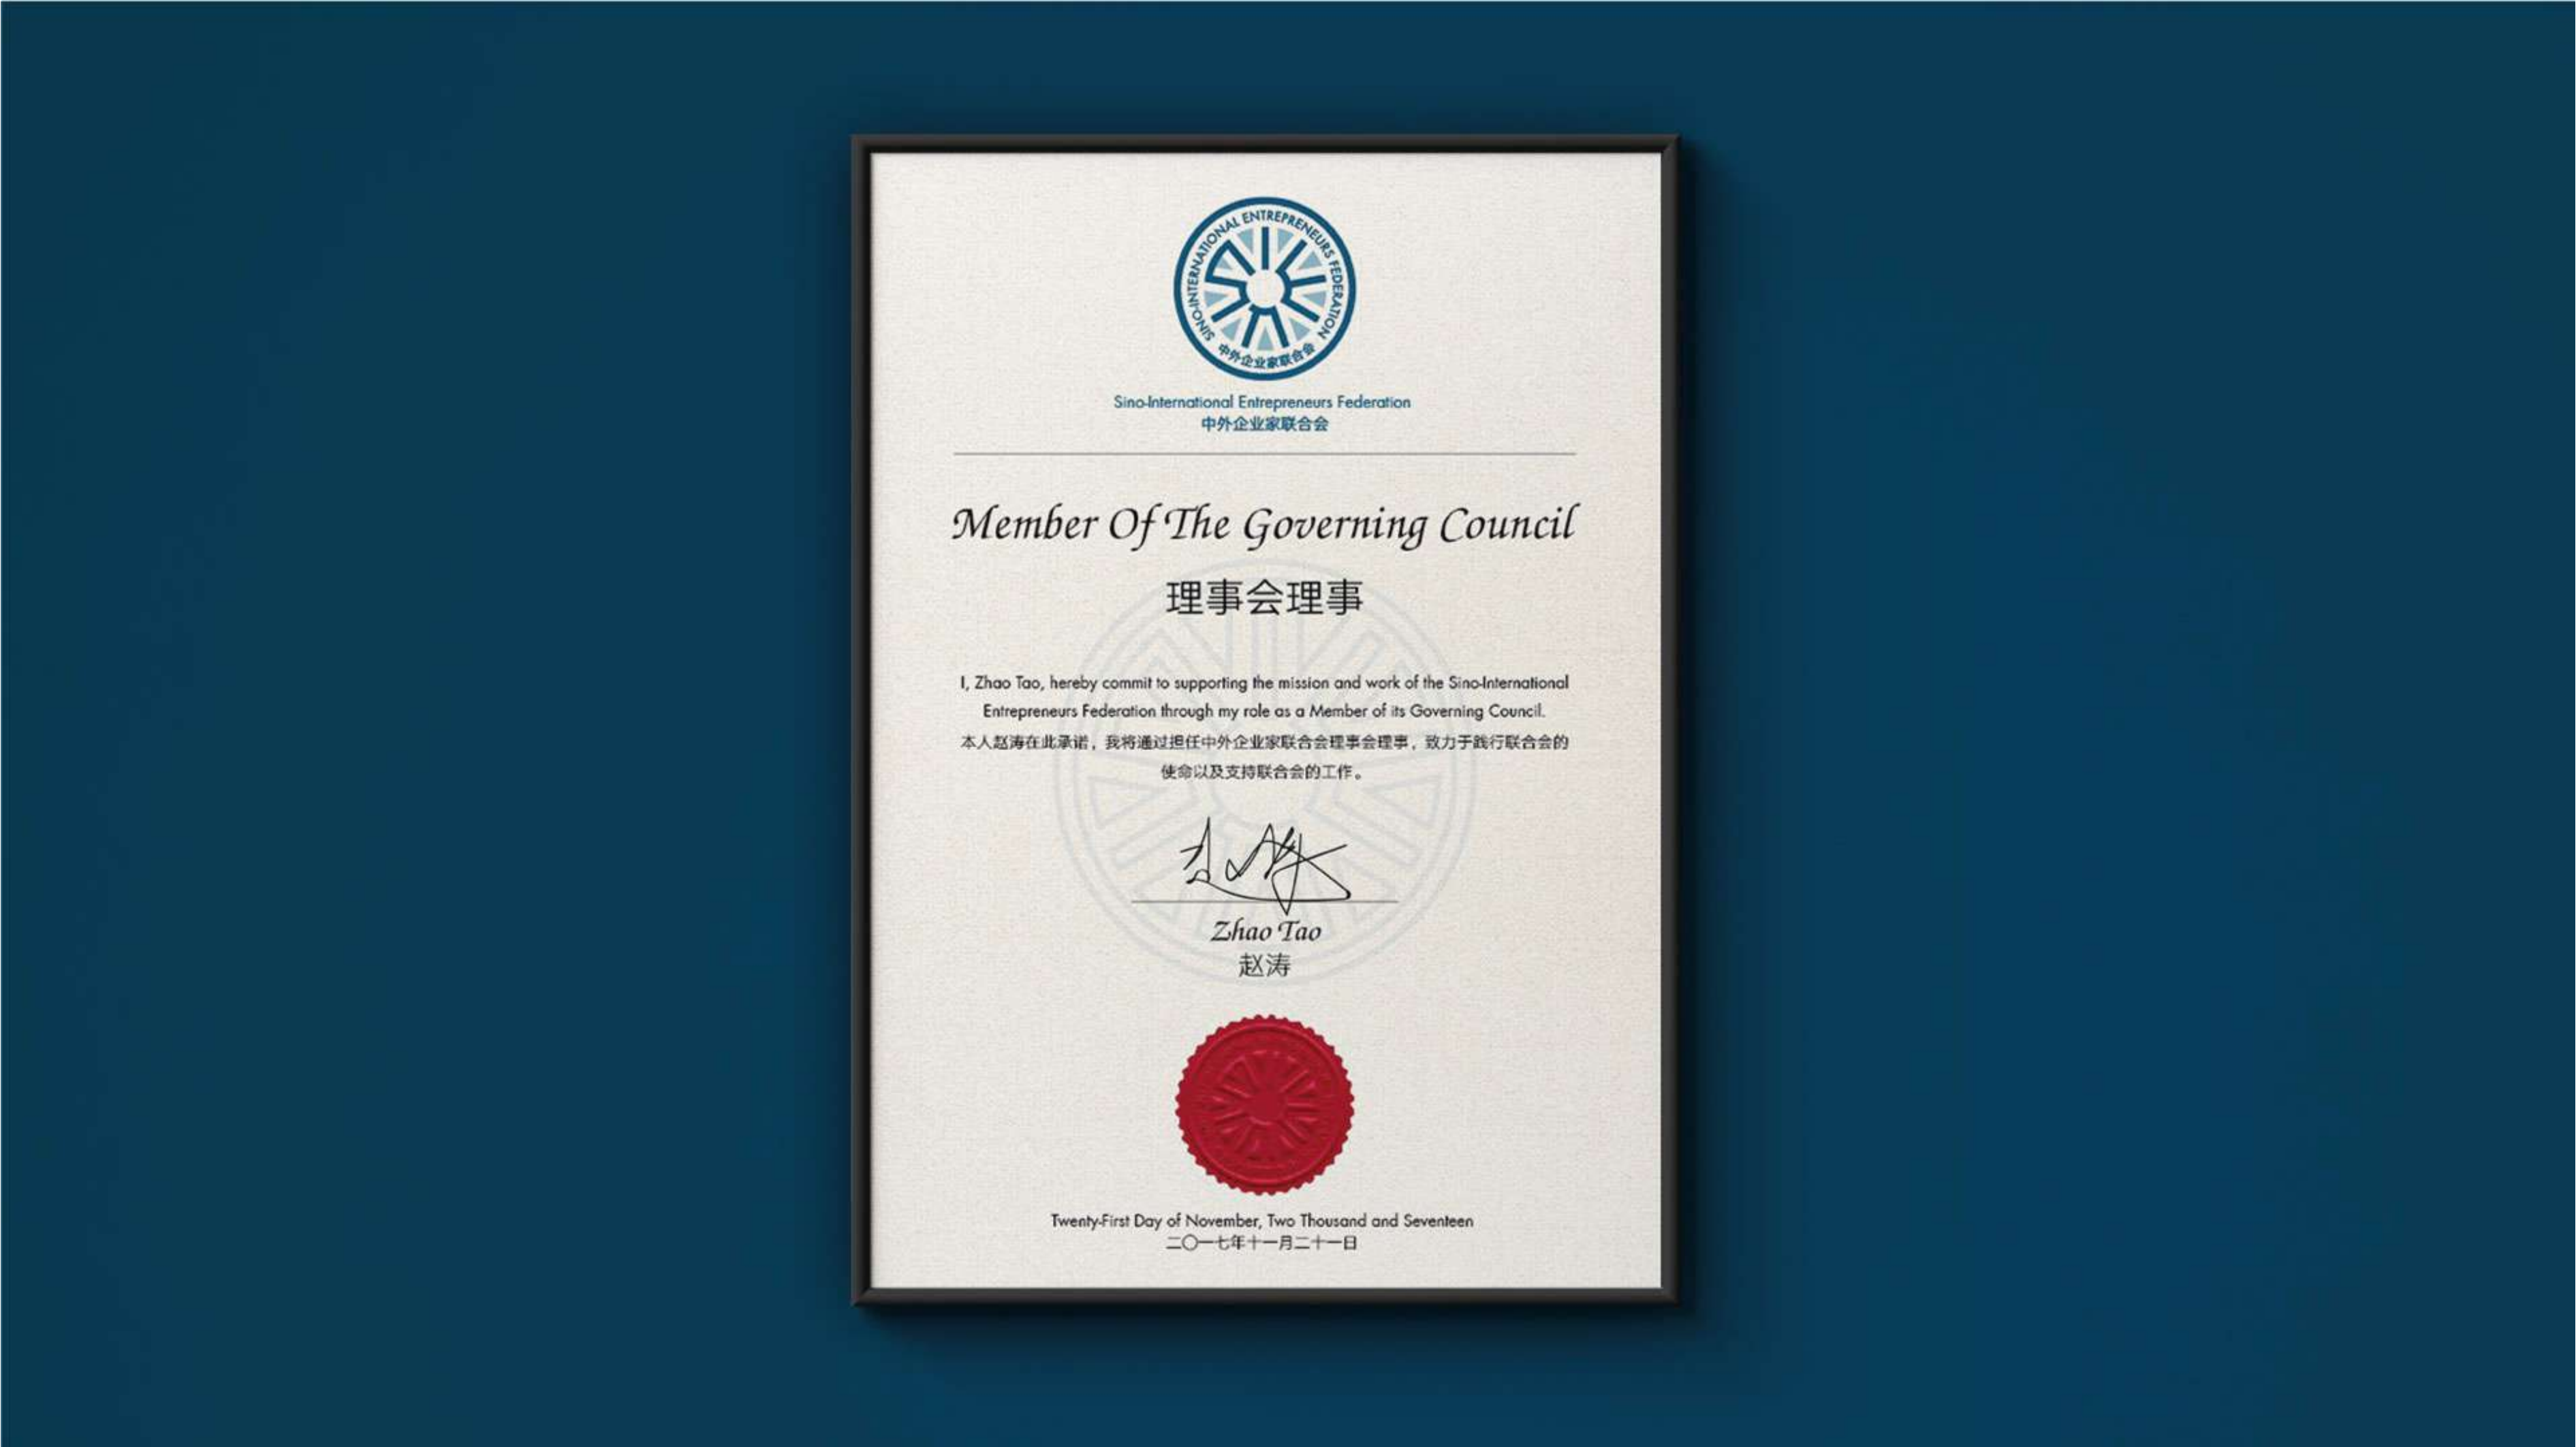 SINO-INTERNATIONAL ENTREPRENEURS FEDERATION
中外企业家联合会
Sino-International Entrepreneurs Federation
中外企业家联合会
Member Of The Governing Council
理事会理事
I, Zhao Tao, hereby commit to supporting the mission and work of the Sino-International
Entrepreneurs Federation through my role as a Member of its Governing Council.
本人赵涛在此承诺，我将通过担任中外企业家联合会理事会理事，致力于践行联合会的
使命以及支持联合会的工作。
赵涛
Zhao Tao
赵涛
Twenty-First Day of November, Two Thousand and Seventeen
二〇一七年十一月二十一日